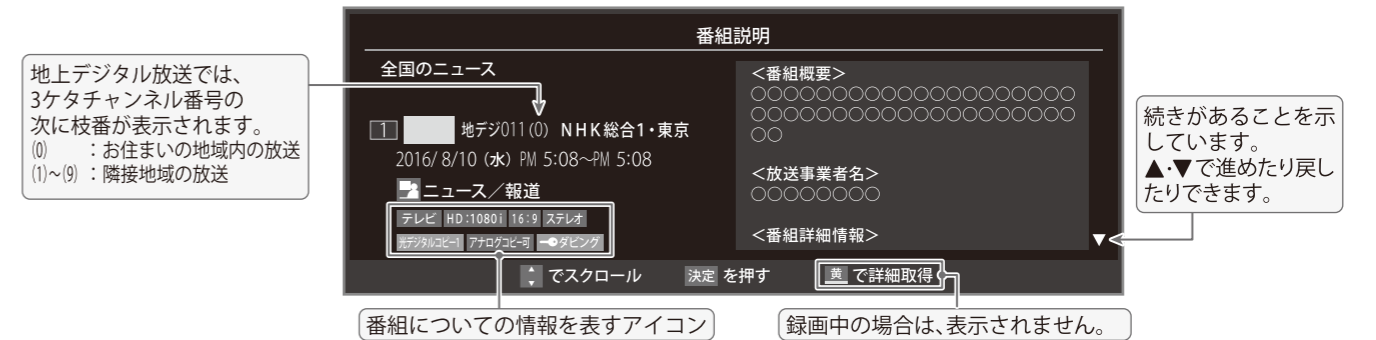 番組説明
地上デジタル放送では、
3ケタチャンネル番号の
次に枝番が表示されます。
(0) ：お住まいの地域内の放送
(1)~(9) ：隣接地域の放送
全国のニュース
1 地デジ011(0) NHK総合1・東京
2016/ 8/10 (水) PM 5:08~PM 5:08
ニュース／報道
テレビ HD:1080i 16:9 ステレオ
光デジタルコピー1 アナログコピー可 ダビング
<番組概要>
○○○○○○○○○○○○○○○○○○○○
○○○○○○○○○○○○○○○○○○○○
○○
<放送事業者名>
○○○○○○○○
<番組詳細情報>
▼
続きがあることを示
しています。
▲・▼で進めたり戻し
たりできます。
でスクロール 決定 を押す 黄 で詳細取得
番組についての情報を表すアイコン
録画中の場合は、表示されません。